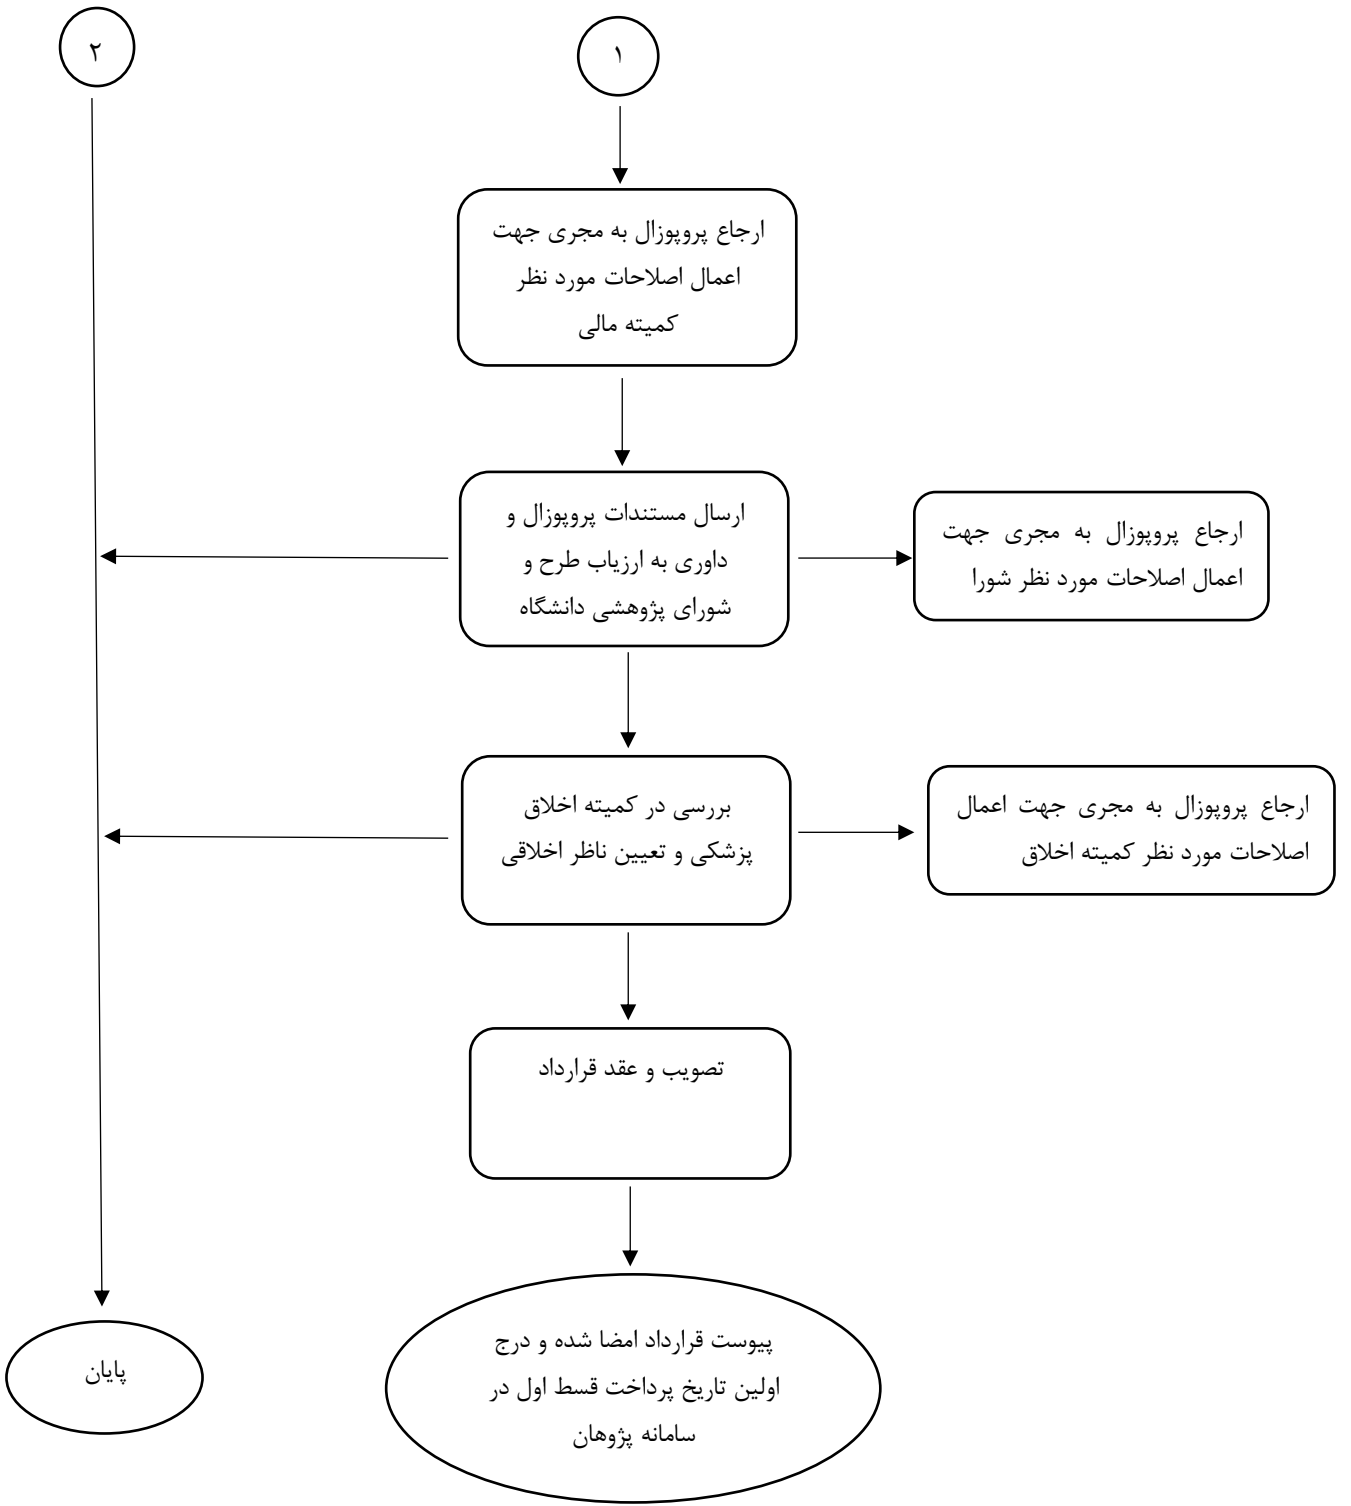 ۱
۲
ارجاع پروپوزال به مجری جهت
اعمال اصلاحات مورد نظر
کمیته مالی
ارسال مستندات پروپوزال و
داوری به ارزیاب طرح و
شورای پژوهشی دانشگاه
ارجاع پروپوزال به مجری جهت
اعمال اصلاحات مورد نظر شورا
بررسی در کمیته اخلاق
پزشکی و تعیین ناظر اخلاقی
ارجاع پروپوزال به مجری جهت اعمال
اصلاحات مورد نظر کمیته اخلاق
تصویب و عقد قرارداد
پیوست قرارداد امضا شده و درج
اولین تاریخ پرداخت قسط اول در
سامانه پژوهان
پایان